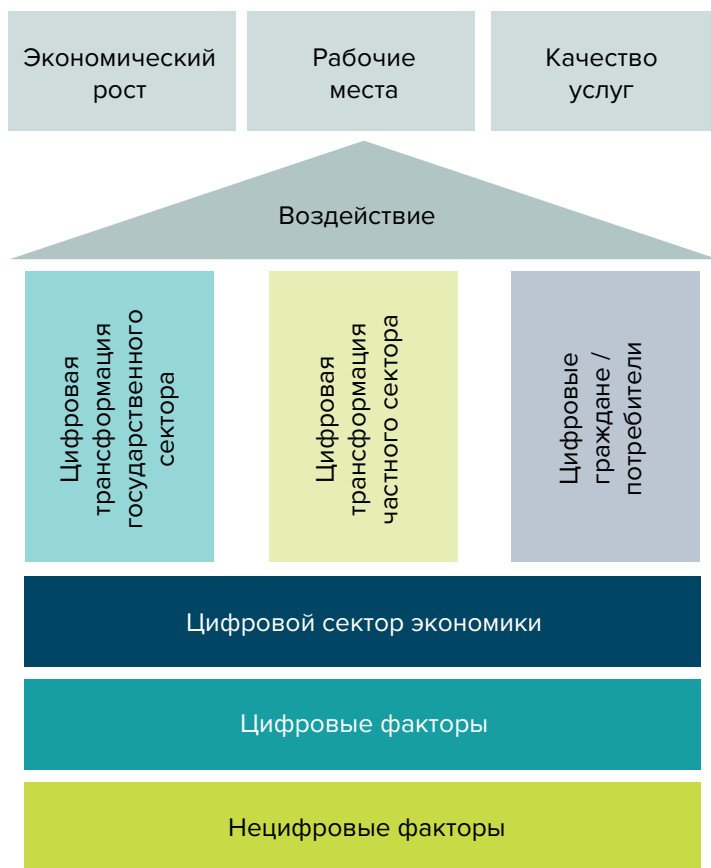 Экономический
рост
Рабочие
места
Качество
услуг
Воздействие
Цифровая
трансформация
государственного
сектора
Цифровая
трансформация
частного сектора
Цифровые
граждане /
потребители
Цифровой сектор экономики
Цифровые факторы
Нецифровые факторы